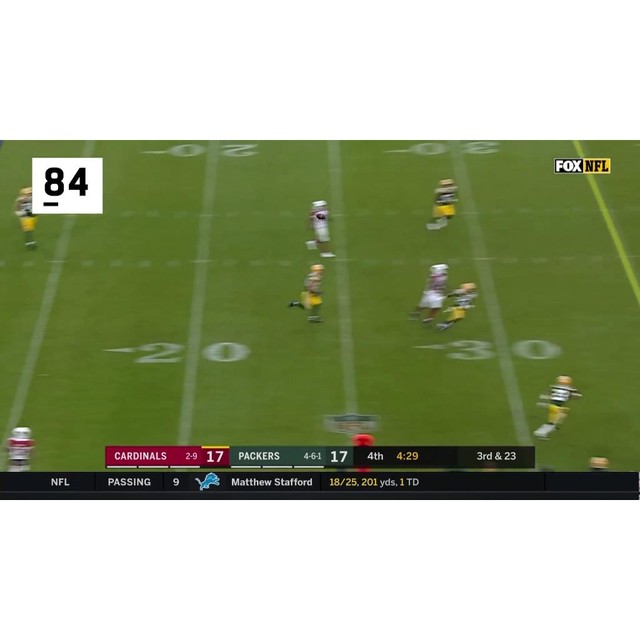 84
FOX NFL
20
30
20
30
CARDINALS 2-9 17 PACKERS 4-6-1 17 4th 4:29 3rd & 23
NFL PASSING 9 Matthew Stafford 18/25, 201 yds, 1 TD